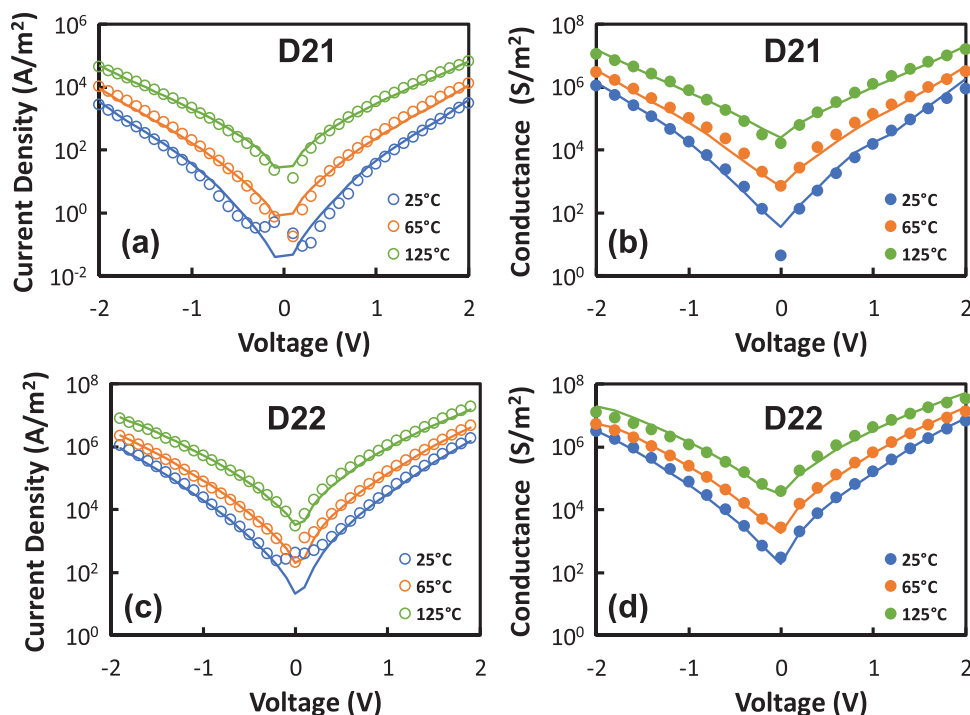 D21
Current Density (A/m²)
10⁶
10⁴
10²
10⁰
10⁻²
(a)
25°C
65°C
125°C
-2
-1
0
1
2
Voltage (V)
D21
Conductance (S/m²)
10⁸
10⁶
10⁴
10²
10⁰
(b)
25°C
65°C
125°C
-2
-1
0
1
2
Voltage (V)
D22
Current Density (A/m²)
10⁸
10⁶
10⁴
10²
10⁰
(c)
25°C
65°C
125°C
-2
-1
0
1
2
Voltage (V)
D22
Conductance (S/m²)
10⁸
10⁶
10⁴
10²
10⁰
(d)
25°C
65°C
125°C
-2
-1
0
1
2
Voltage (V)